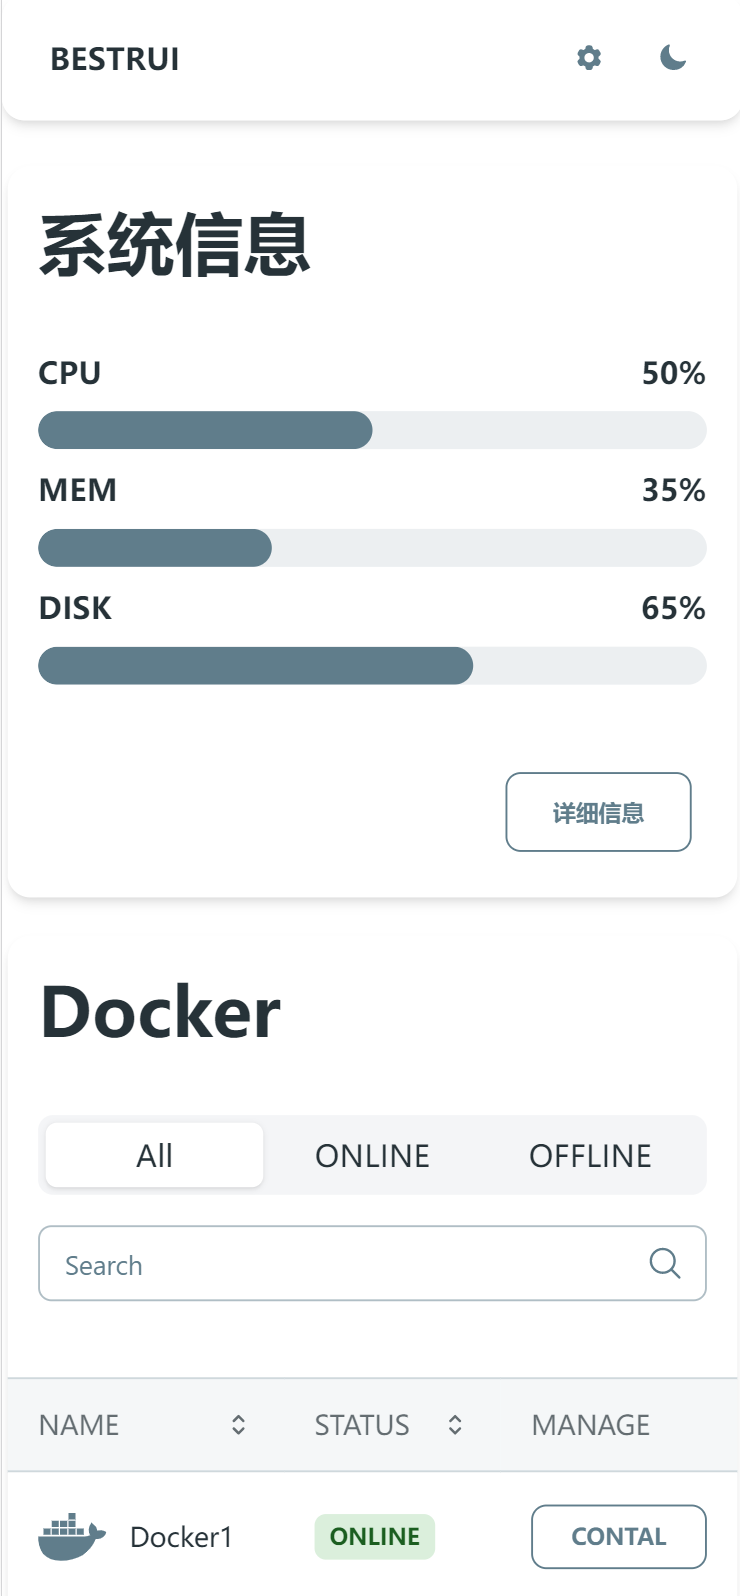 BESTRUI
系统信息
CPU 50%
MEM 35%
DISK 65%
详细信息
Docker
All ONLINE OFFLINE
Search
NAME STATUS MANAGE
Docker1 ONLINE CONTAL